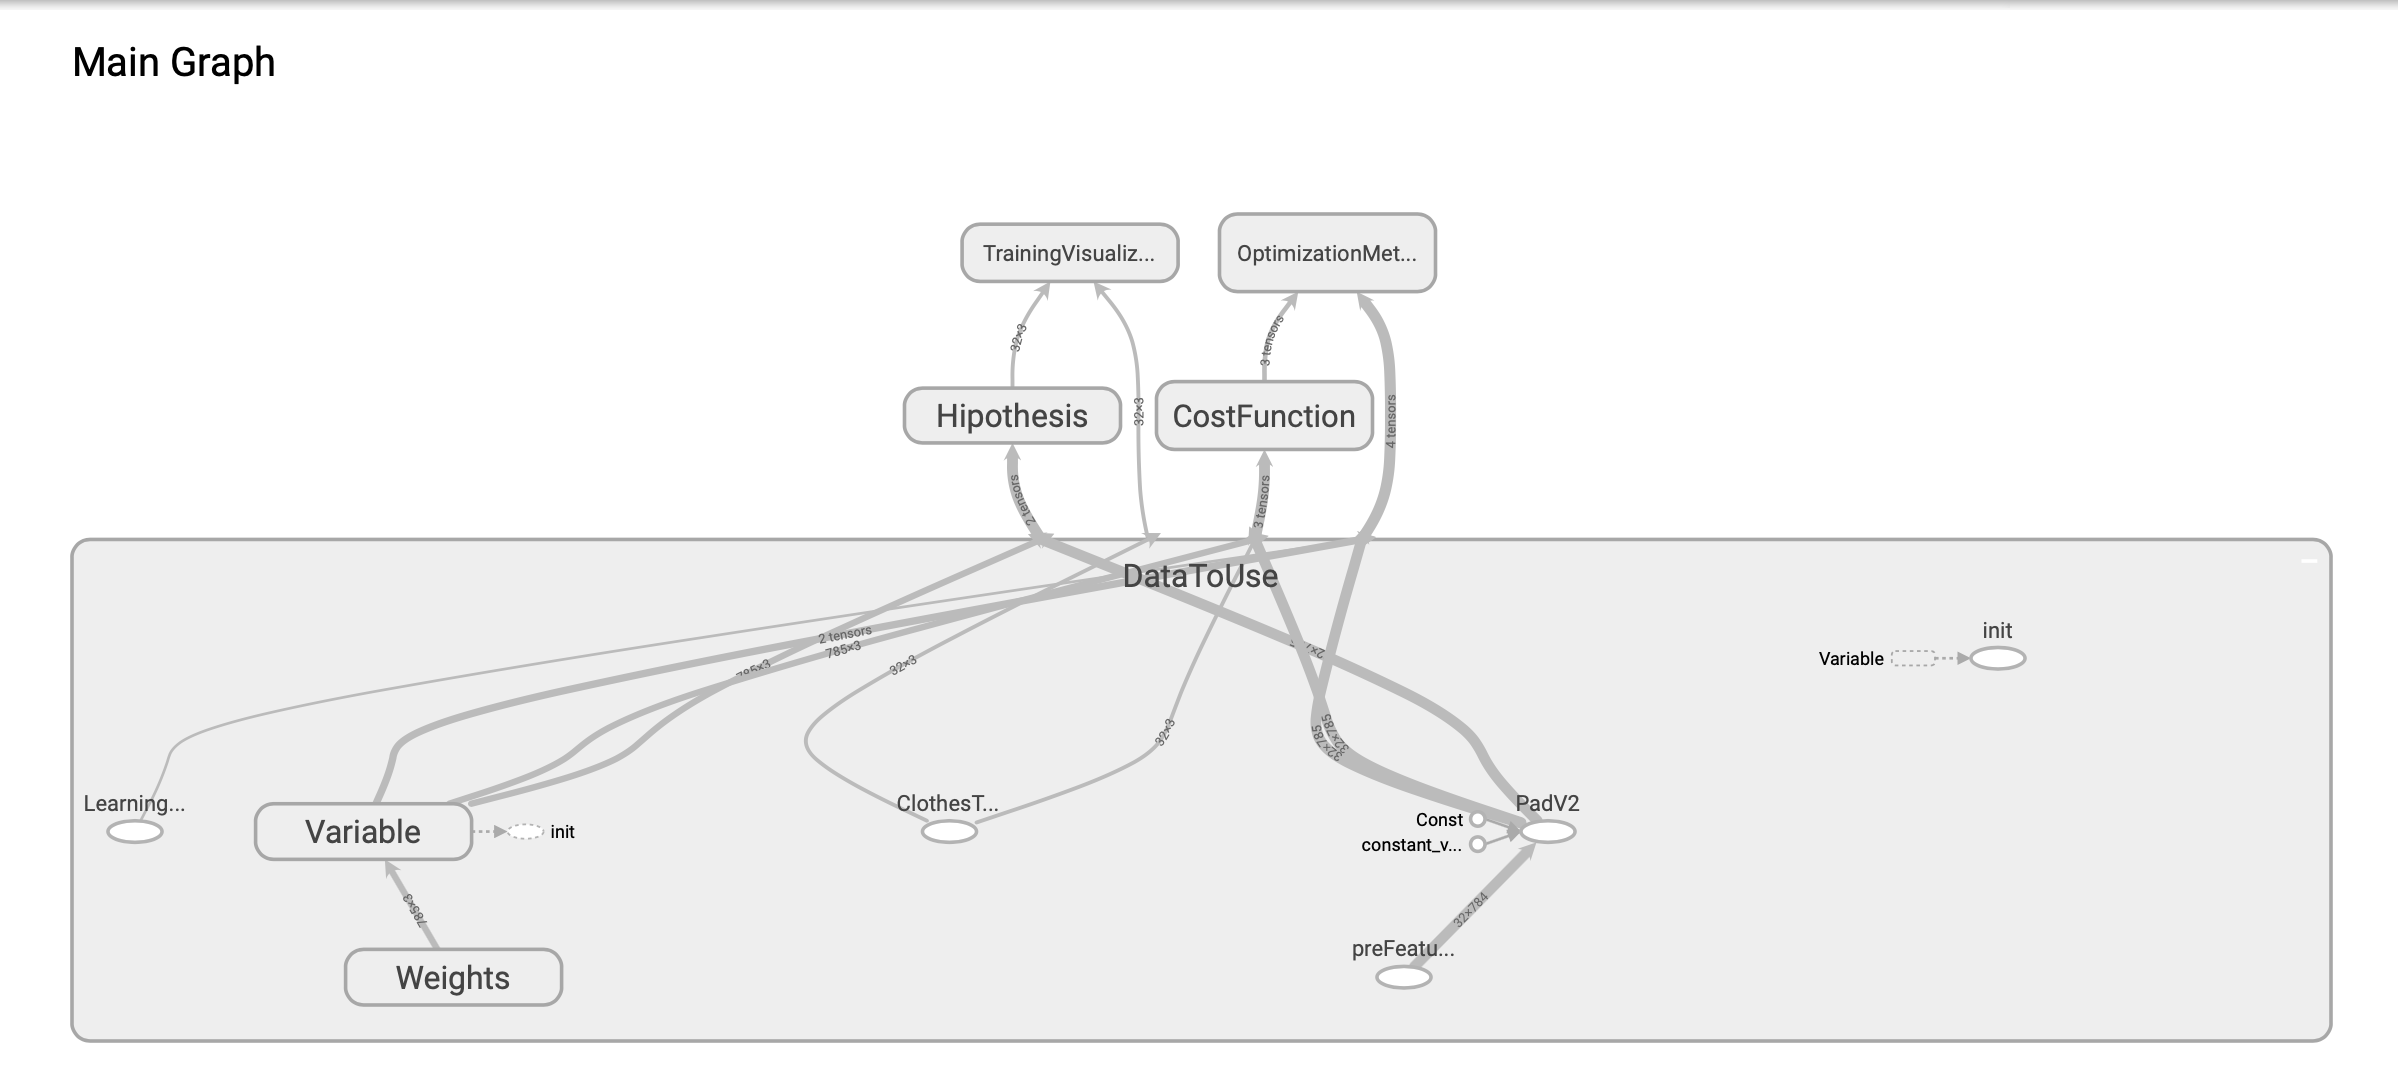 Main Graph
TrainingVisualiz...
OptimizationMet...
32×3
3 tensors
Hipothesis
32×3
CostFunction
4 tensors
2 tensors
3 tensors
DataToUse
2 tensors
785×3
785×3
32×3
init
Variable
32×3
32×785
32×785
Learning...
Variable
init
ClothesT...
PadV2
Const
constant_v...
785×3
32×784
preFeatu...
Weights